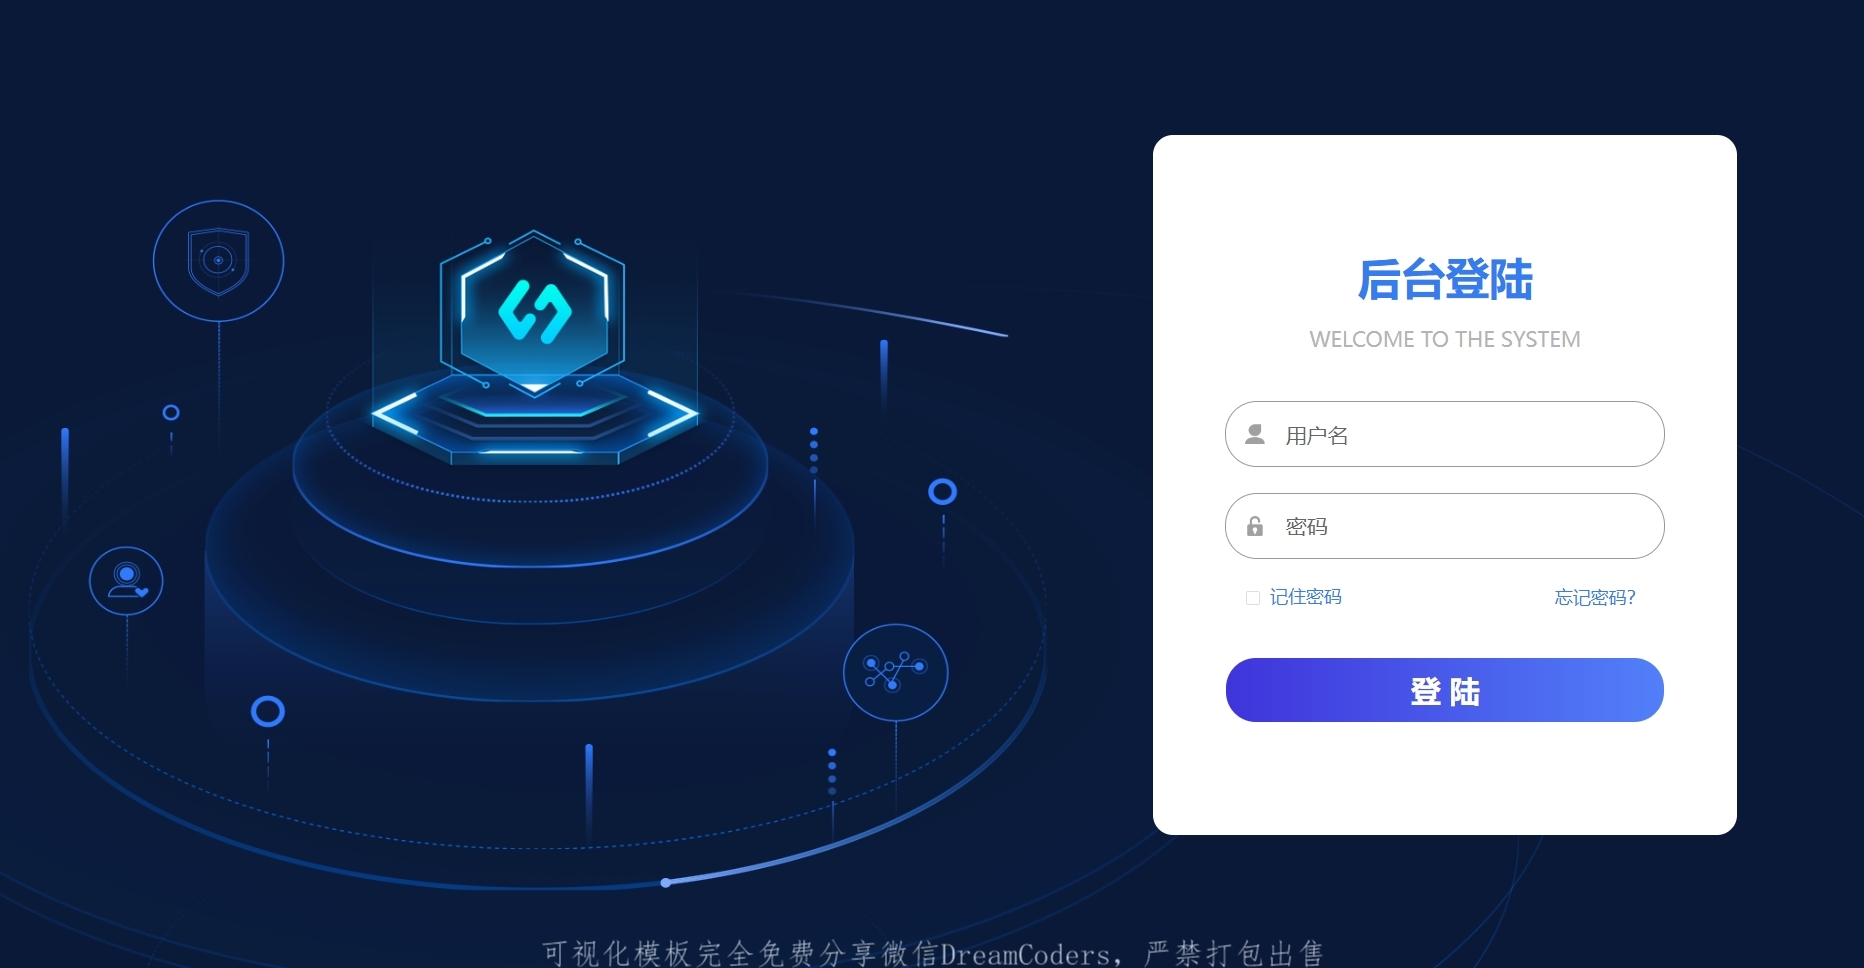 后台登陆
WELCOME TO THE SYSTEM
用户名
密码
记住密码 忘记密码?
登 陆
可视化模板完全免费分享微信DreamCoders，严禁打包出售